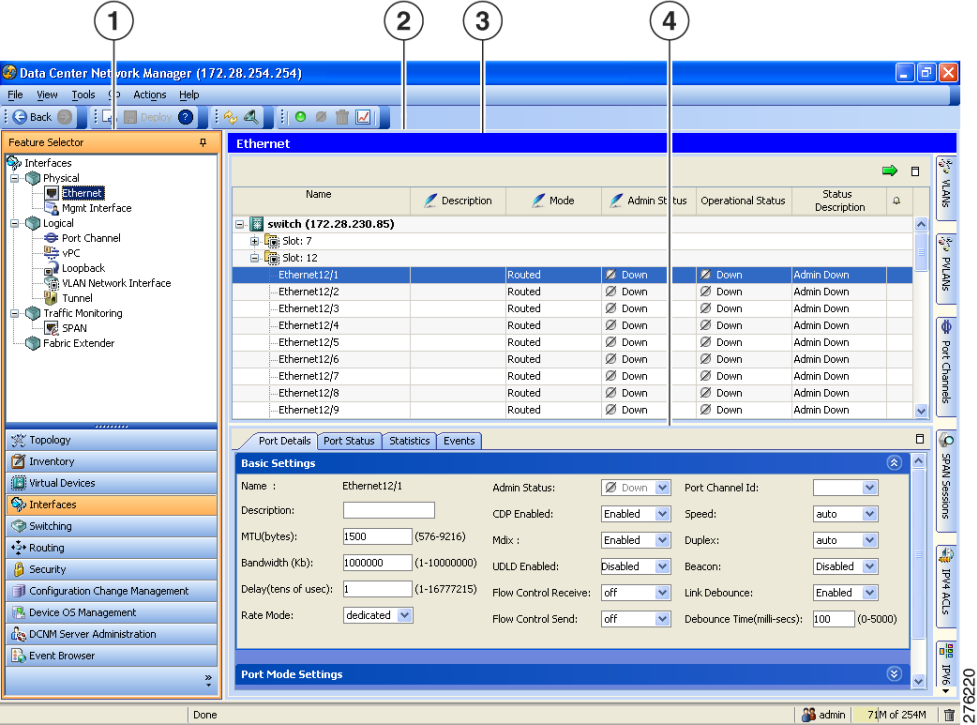 1 2 3 4
Data Center Network Manager (172.28.254.254)
File View Tools Actions Help
Back Deploy
Feature Selector
Interfaces
Physical
Ethernet
Mgmt Interface
Logical
Port Channel
vPC
Loopback
VLAN Network Interface
Tunnel
Traffic Monitoring
SPAN
Fabric Extender
Topology
Inventory
Virtual Devices
Interfaces
Switching
Routing
Security
Configuration Change Management
Device OS Management
DCNM Server Administration
Event Browser
Ethernet
Name Description Mode Admin Status Operational Status Status Description
switch (172.28.230.85)
Slot: 7
Slot: 12
Ethernet12/1 Routed Down Down Admin Down
Ethernet12/2 Routed Down Down Admin Down
Ethernet12/3 Routed Down Down Admin Down
Ethernet12/4 Routed Down Down Admin Down
Ethernet12/5 Routed Down Down Admin Down
Ethernet12/6 Routed Down Down Admin Down
Ethernet12/7 Routed Down Down Admin Down
Ethernet12/8 Routed Down Down Admin Down
Ethernet12/9 Routed Down Down Admin Down
Port Details Port Status Statistics Events
Basic Settings
Name : Ethernet12/1 Admin Status: Down Port Channel Id:
Description: CDP Enabled: Enabled Speed: auto
MTU(bytes): 1500 (576-9216) Mdix : Enabled Duplex: auto
Bandwidth (Kb): 1000000 (1-10000000) UDLD Enabled: Disabled Beacon: Disabled
Delay(tens of usec): 1 (1-16777215) Flow Control Receive: off Link Debounce: Enabled
Rate Mode: dedicated Flow Control Send: off Debounce Time(milli-secs): 100 (0-5000)
Port Mode Settings
VLANs
PVLANs
Port Channels
SPAN Sessions
IPV4 ACLs
IPV6
Done admin 71M of 254M
276220